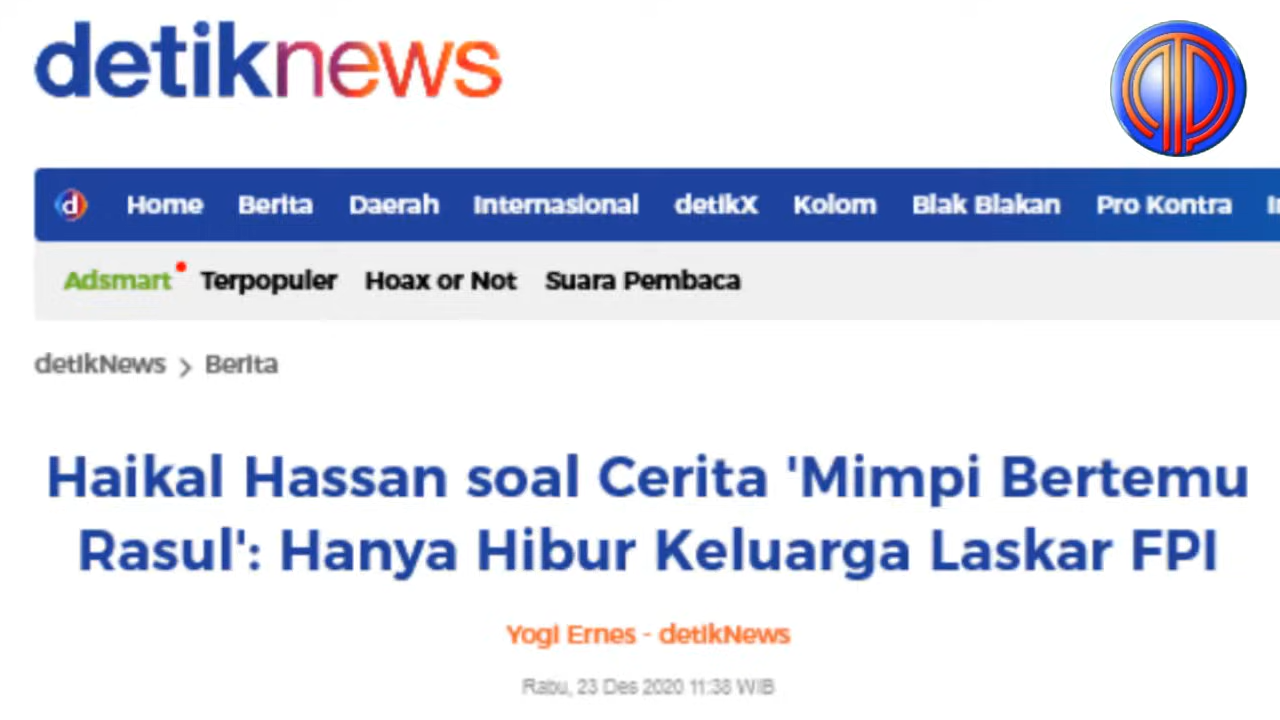 detiknews
d Home Berita Daerah Internasional detikX Kolom Blak Blakan Pro Kontra
Adsmart Terpopuler Hoax or Not Suara Pembaca
detikNews > Berita
Haikal Hassan soal Cerita 'Mimpi Bertemu
Rasul': Hanya Hibur Keluarga Laskar FPI
Yogi Ernes - detikNews
Rabu, 23 Des 2020 11:38 WIB